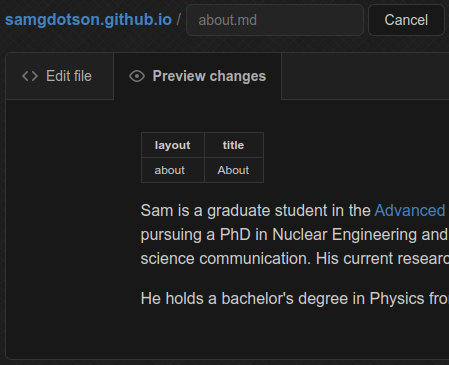 samgdotson.github.io / about.md Cancel
Edit file Preview changes
layout title
about About
Sam is a graduate student in the Advanced
pursuing a PhD in Nuclear Engineering and
science communication. His current researc
He holds a bachelor's degree in Physics fro